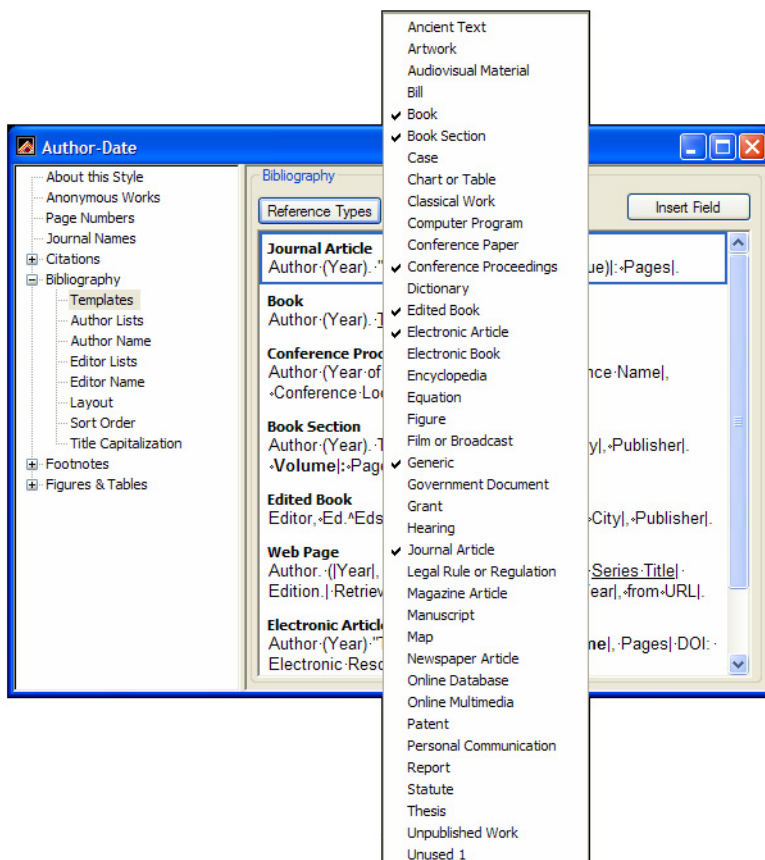 Author-Date
About this Style
Anonymous Works
Page Numbers
Journal Names
Citations
Bibliography
Templates
Author Lists
Author Name
Editor Lists
Editor Name
Layout
Sort Order
Title Capitalization
Footnotes
Figures & Tables
Bibliography
Reference Types
Insert Field
Journal Article
Author·(Year).·" ue)|:·Pages|.
Book
Author·(Year).·
Conference Proc
Author·(Year·of nce·Name|,
·Conference·Lo
Book Section
Author·(Year).· y|,·Publisher|.
·Volume|:·Pag
Edited Book
Editor,·Ed.^Eds ·City|,·Publisher|.
Web Page
Author.·(|Year|, ·Series·Title|·
Edition.|·Retriev ear|,·from·URL|.
Electronic Article
Author·(Year)·" me|,·Pages|·DOI:·
Electronic·Reso
Ancient Text
Artwork
Audiovisual Material
Bill
✓ Book
✓ Book Section
Case
Chart or Table
Classical Work
Computer Program
Conference Paper
✓ Conference Proceedings
Dictionary
✓ Edited Book
✓ Electronic Article
Electronic Book
Encyclopedia
Equation
Figure
Film or Broadcast
✓ Generic
Government Document
Grant
Hearing
✓ Journal Article
Legal Rule or Regulation
Magazine Article
Manuscript
Map
Newspaper Article
Online Database
Online Multimedia
Patent
Personal Communication
Report
Statute
Thesis
Unpublished Work
Unused 1